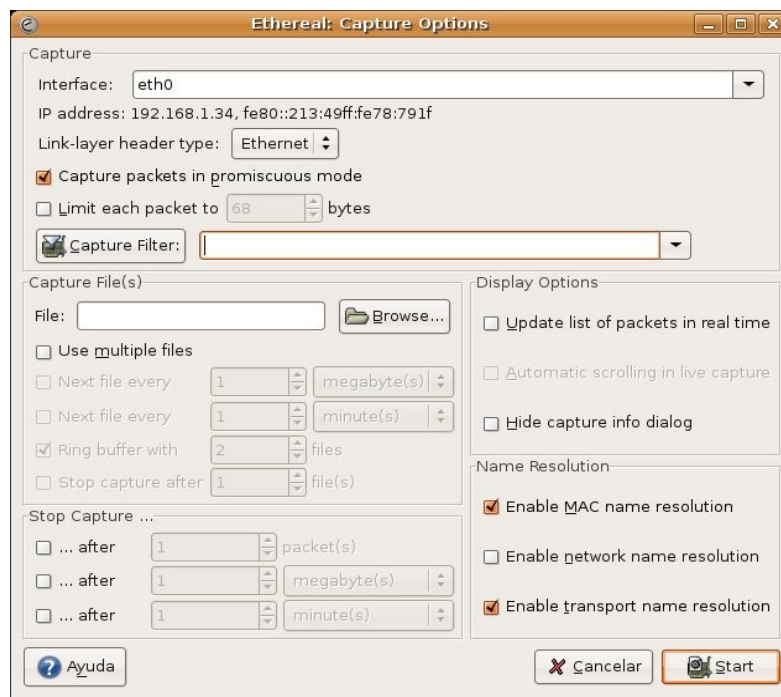 Ethereal: Capture Options
Capture
Interface: eth0
IP address: 192.168.1.34, fe80::213:49ff:fe78:791f
Link-layer header type: Ethernet
Capture packets in promiscuous mode
Limit each packet to 68 bytes
Capture Filter:
Capture File(s)
File: Browse...
Use multiple files
Next file every 1 megabyte(s)
Next file every 1 minute(s)
Ring buffer with 2 files
Stop capture after 1 file(s)
Stop Capture ...
... after 1 packet(s)
... after 1 megabyte(s)
... after 1 minute(s)
Display Options
Update list of packets in real time
Automatic scrolling in live capture
Hide capture info dialog
Name Resolution
Enable MAC name resolution
Enable network name resolution
Enable transport name resolution
Ayuda
Cancelar
Start